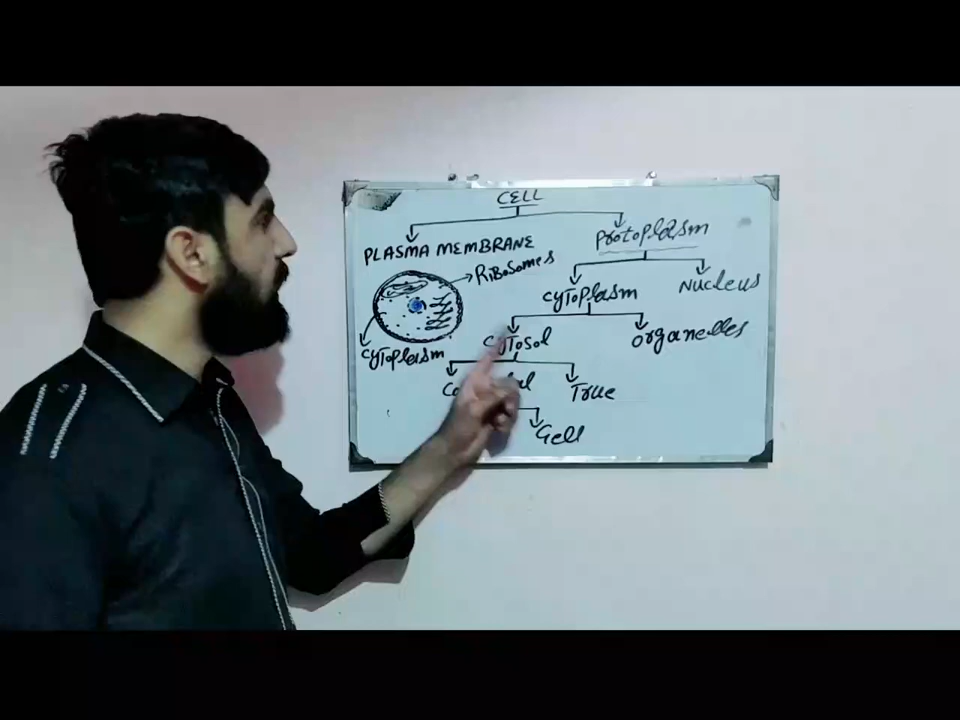 CELL
PLASMA MEMBRANE
Protoplasm
RiBoSomeS
CYToPlasm
Nucleus
CYToPlasm
CYToSol
organelles
True
Gell